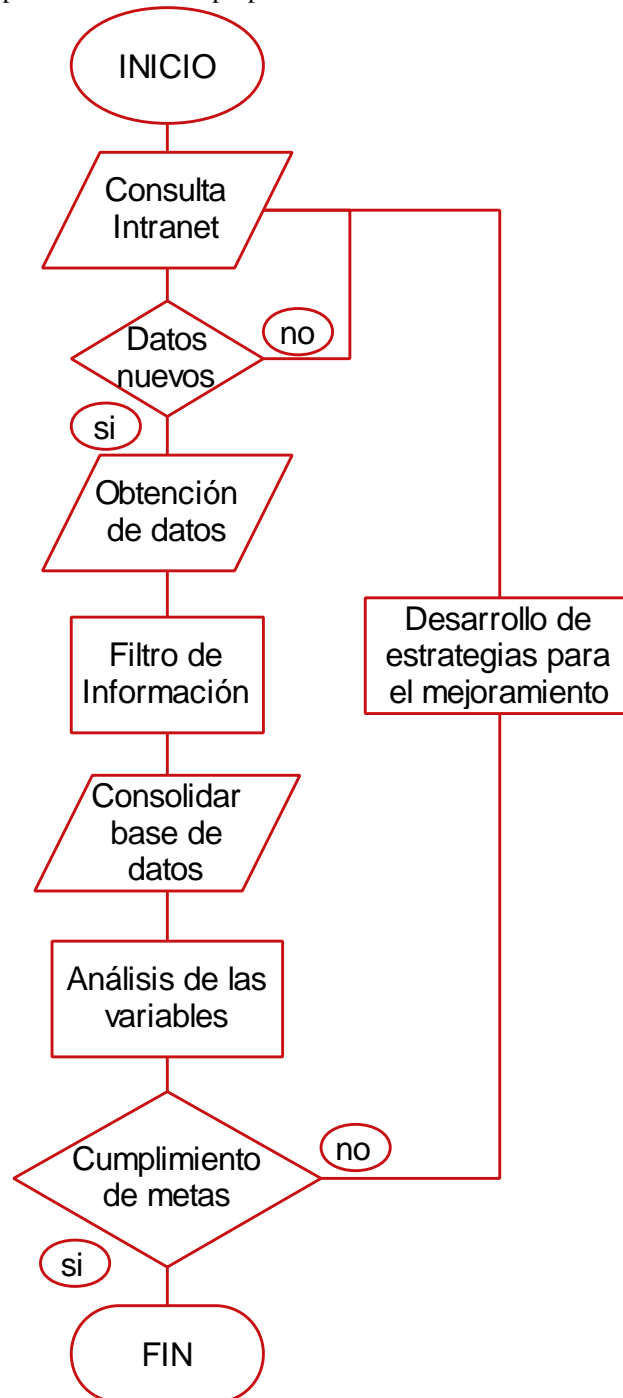 INICIO
Consulta
Intranet
Datos
nuevos
no
si
Obtención
de datos
Filtro de
Información
Desarrollo de
estrategias para
el mejoramiento
Consolidar
base de
datos
Análisis de las
variables
Cumplimiento
de metas
no
si
FIN